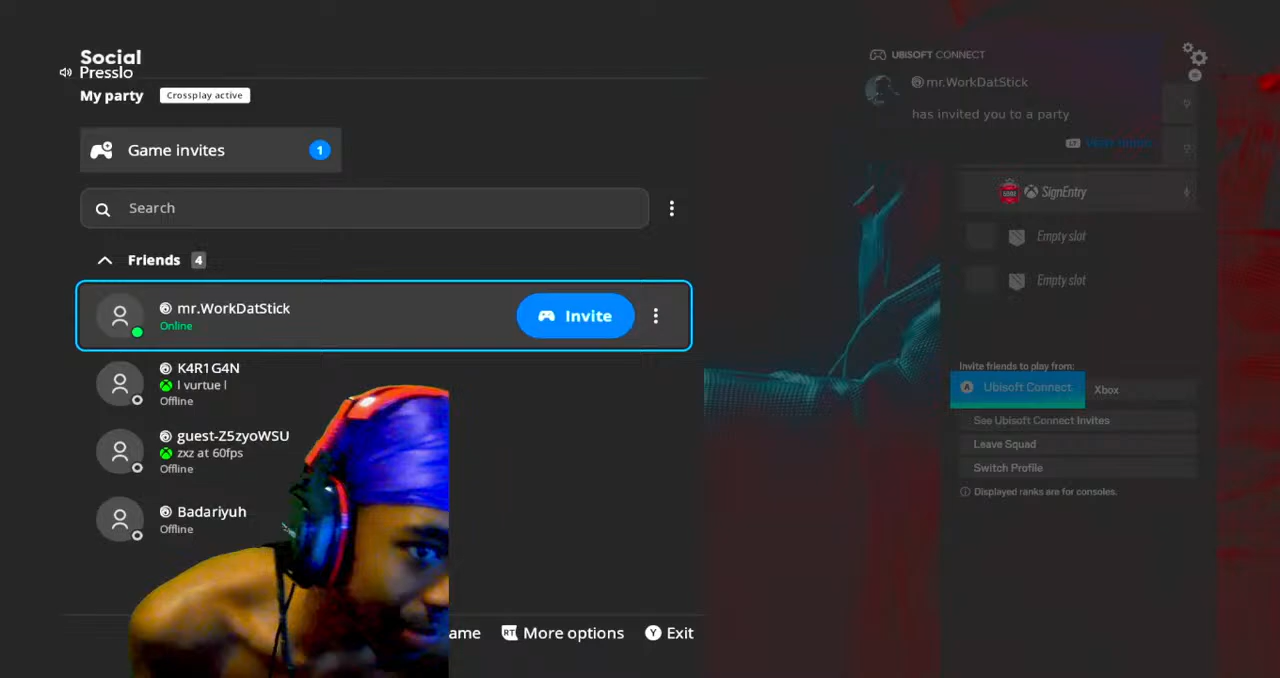 Social
Presslo
My party
Crossplay active
Game invites
1
Search
Friends
4
mr.WorkDatStick
Online
Invite
K4R1G4N
I vurtue I
Offline
guest-Z5zyoWSU
zxz at 60fps
Offline
Badariyuh
Offline
ame
RT More options
Y Exit
UBISOFT CONNECT
mr.WorkDatStick
has invited you to a party
LT
SignEntry
Empty slot
Empty slot
Invite friends to play from:
A Ubisoft Connect
Xbox
See Ubisoft Connect Invites
Leave Squad
Switch Profile
Displayed ranks are for consoles.